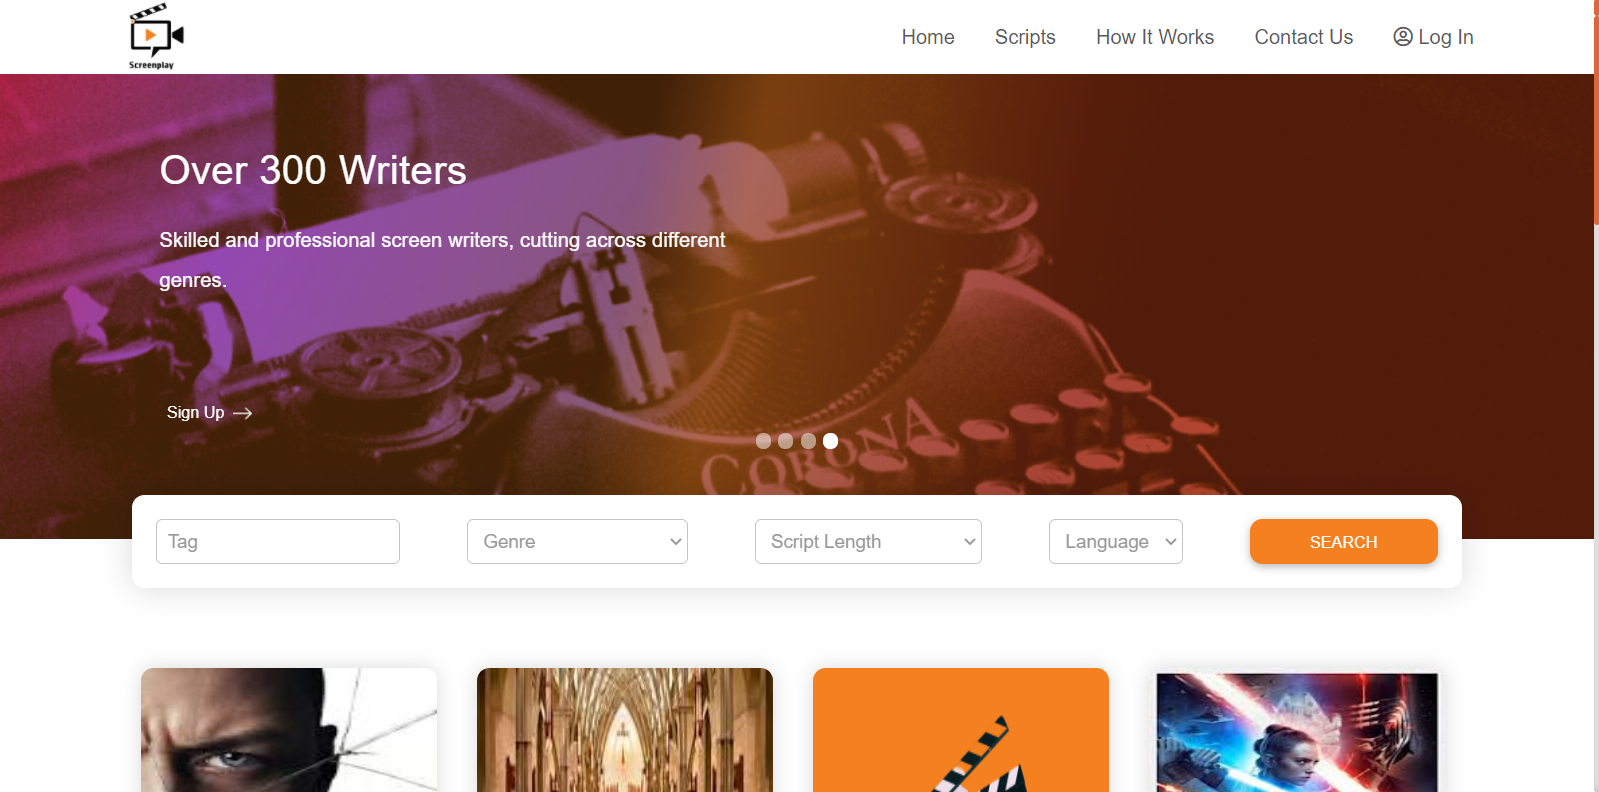 Screenplay
Home
Scripts
How It Works
Contact Us
Log In
Over 300 Writers
Skilled and professional screen writers, cutting across different
genres.
Sign Up
CORONA
Tag
Genre
Script Length
Language
SEARCH